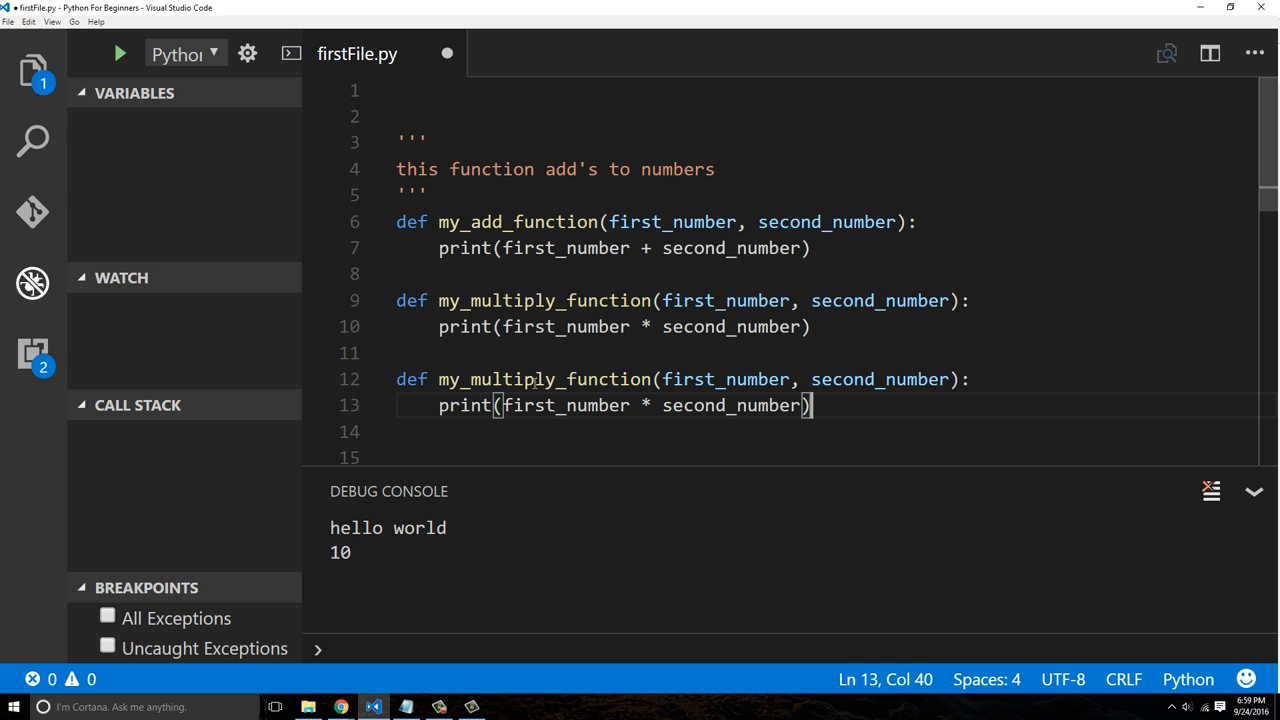 ● firstFile.py - Python For Beginners - Visual Studio Code
File Edit View Go Help
Python
firstFile.py
1
2
VARIABLES
WATCH
CALL STACK
BREAKPOINTS
All Exceptions
Uncaught Exceptions
1
2
3 '''
4 this function add's to numbers
5 '''
6 def my_add_function(first_number, second_number):
7 print(first_number + second_number)
8
9 def my_multiply_function(first_number, second_number):
10 print(first_number * second_number)
11
12 def my_multiply_function(first_number, second_number):
13 print(first_number * second_number)
14
15
DEBUG CONSOLE
hello world
10
0 0
Ln 13, Col 40 Spaces: 4 UTF-8 CRLF Python
I'm Cortana. Ask me anything.
6:59 PM
9/24/2016